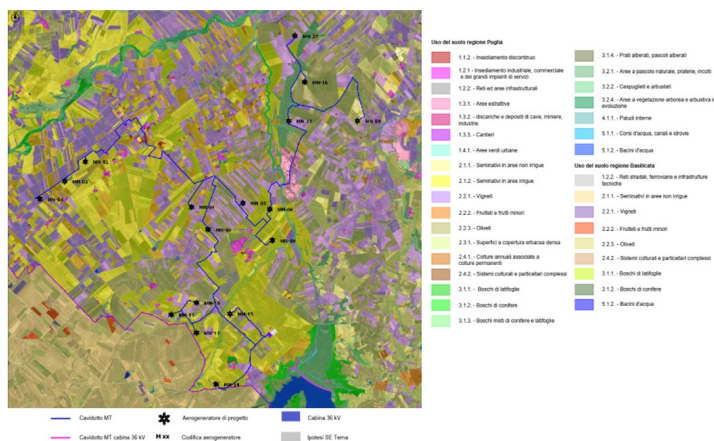 Uso del suolo regione Puglia
1.1.2. - Insediamento discontinuo
1.2.1 - Insediamento industriale, commerciale
e dei grandi impianti di servizi
1.2.2. - Reti ed aree infrastrutturali
1.3.1. - Aree estrattive
1.3.2. - discariche e depositi di cave, miniere,
industrie
1.3.3. - Cantieri
1.4.1. - Aree verdi urbane
2.1.1. - Seminativi in aree non irrigue
2.1.2. - Seminativi in aree irrigue
2.2.1. - Vigneti
2.2.2. - Frutteti e frutti minori
2.2.3. - Oliveti
2.3.1. - Superfici a copertura erbacea densa
2.4.1. - Colture annuali associate a
colture permanenti
2.4.2. - Sistemi colturali e particellari complessi
3.1.1. - Boschi di latifoglie
3.1.2. - Boschi di conifere
3.1.3. - Boschi misti di conifere e latifoglie
3.1.4. - Prati alberati, pascoli alberati
3.2.1. - Aree a pascolo naturale, praterie, incolti
3.2.2. - Cespuglieti e arbusteti
3.2.4. - Aree a vegetazione arborea e arbustiva in
evoluzione
4.1.1. - Paludi interne
5.1.1. - Corsi d'acqua, canali e idrovie
5.1.2. - Bacini d'acqua
Uso del suolo regione Basilicata
1.2.2. - Reti stradali, ferroviarie e infrastrutture
tecniche
2.1.1. - Seminativi in aree non irrigue
2.2.1. - Vigneti
2.2.2. - Frutteti e frutti minori
2.2.3. - Oliveti
2.4.2. - Sistemi colturali e particellari complessi
3.1.1. - Boschi di latifoglie
3.1.2. - Boschi di conifere
5.1.2. - Bacini d'acqua
Cavidotto MT
Aerogeneratore di progetto
Cabina 36 kV
Cavidotto MT cabina 36 kV
M xx
Codifica aerogeneratore
Ipotesi SE Terna